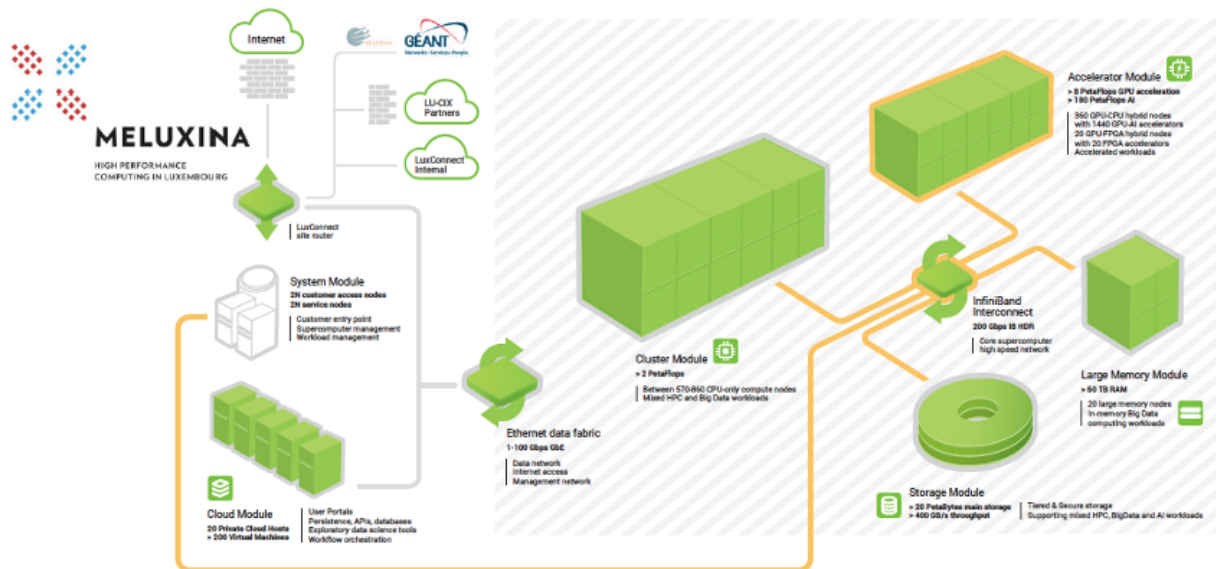 Internet
RESTENA
GÉANT
Networks • Services • People
LU-CIX
Partners
LuxConnect
Internal
MELUXINA
HIGH PERFORMANCE
COMPUTING IN LUXEMBOURG
LuxConnect
site router
System Module
2N customer access nodes
2N service nodes
Customer entry point
Supercomputer management
Workload management
Cloud Module
20 Private Cloud Hosts
> 200 Virtual Machines
User Portals
Persistence, APIs, databases
Exploratory data science tools
Workflow orchestration
Ethernet data fabric
1-100 Gbps GbE
Data network
Internet access
Management network
Cluster Module
> 2 PetaFlops
Between 570-850 CPU-only compute nodes
Mixed HPC and Big Data workloads
Accelerator Module
> 8 PetaFlops GPU acceleration
> 180 PetaFlops AI
350 GPU-CPU hybrid nodes
with 1440 GPU-AI accelerators
20 GPU-FPGA hybrid nodes
with 20 FPGA accelerators
Accelerated workloads
InfiniBand
Interconnect
200 Gbps IB HDR
Core supercomputer
high speed network
Large Memory Module
> 50 TB RAM
20 large memory nodes
In-memory Big Data
computing workloads
Storage Module
> 20 PetaBytes main storage
> 400 GB/s throughput
Tiered & Secure storage
Supporting mixed HPC, BigData and AI workloads